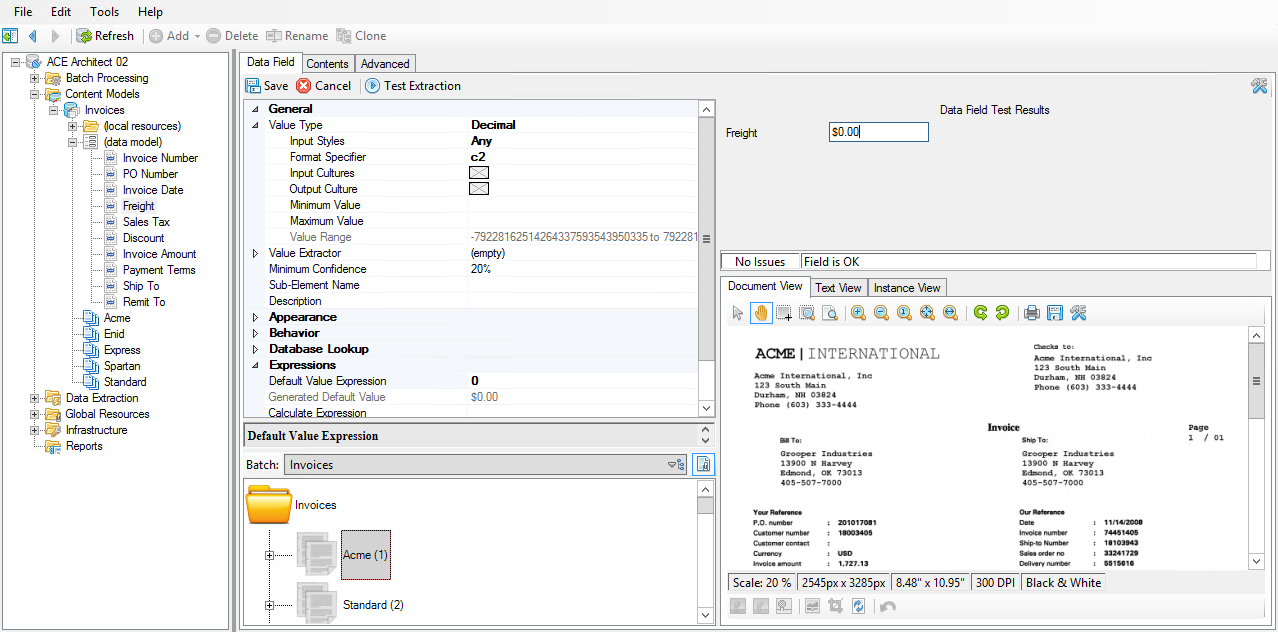 File Edit Tools Help
Refresh Add Delete Rename Clone
ACE Architect 02
Batch Processing
Content Models
Invoices
(local resources)
(data model)
Invoice Number
PO Number
Invoice Date
Freight
Sales Tax
Discount
Invoice Amount
Payment Terms
Ship To
Remit To
Acme
Enid
Express
Spartan
Standard
Data Extraction
Global Resources
Infrastructure
Reports
Data Field Contents Advanced
Save Cancel Test Extraction
General
Value Type Decimal
Input Styles Any
Format Specifier c2
Input Cultures
Output Culture
Minimum Value
Maximum Value
Value Range -79228162514264337593543950335 to 792281
Value Extractor (empty)
Minimum Confidence 20%
Sub-Element Name
Description
Appearance
Behavior
Database Lookup
Expressions
Default Value Expression 0
Generated Default Value $0.00
Calculate Expression
Default Value Expression
Batch: Invoices
Invoices
Acme (1)
Standard (2)
Data Field Test Results
Freight $0.00
No Issues Field is OK
Document View Text View Instance View
ACME | INTERNATIONAL
Acme International, Inc
123 South Main
Durham, NH 03824
Phone (603) 333-4444
Checks to:
Acme International, Inc
123 South Main
Durham, NH 03824
Phone (603) 333-4444
Invoice
Page
1 / 01
Bill To:
Grooper Industries
13900 N Harvey
Edmond, OK 73013
405-507-7000
Ship To:
Grooper Industries
13900 N Harvey
Edmond, OK 73013
405-507-7000
Your Reference
P.O. number : 201017081
Customer number : 18003405
Customer contact :
Currency : USD
Invoice amount : 1,727.13
Our Reference
Date : 11/14/2008
Invoice number : 74451405
Ship-to Number : 18103943
Sales order no : 33241729
Delivery number : 5515616
Scale: 20 % 2545px x 3285px 8.48" x 10.95" 300 DPI Black & White